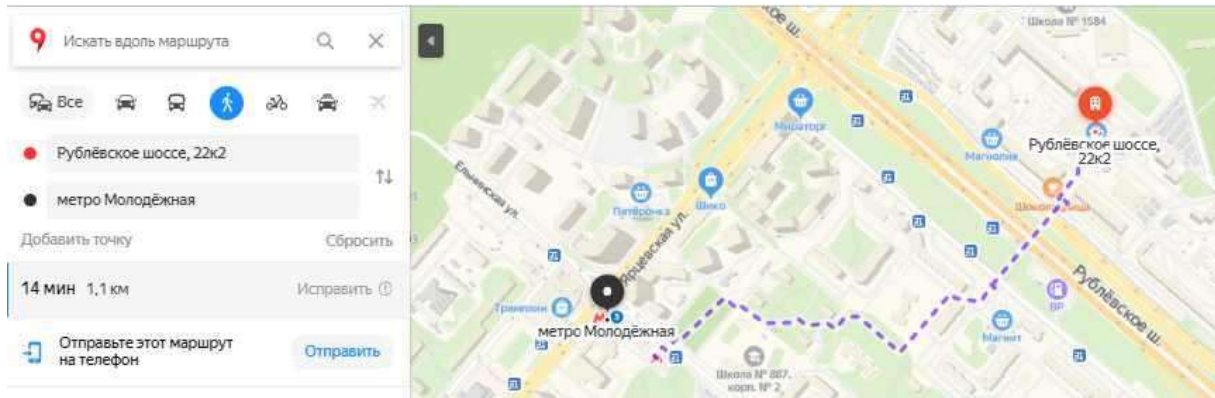 Искать вдоль маршрута
Все
Рублёвское шоссе, 22к2
метро Молодёжная
Добавить точку
Сбросить
14 мин 1,1 км
Исправить
Отправьте этот маршрут
на телефон
Отправить
Школа № 1584
Мираторг
Магнолия
Рублёвское шоссе,
22к2
Ельнинская ул.
Пятёрочка
Шико
Ярцевская ул.
Рублёвское ш.
BP
Трамплин
метро Молодёжная
Магнит
Школа № 887,
корп. № 2